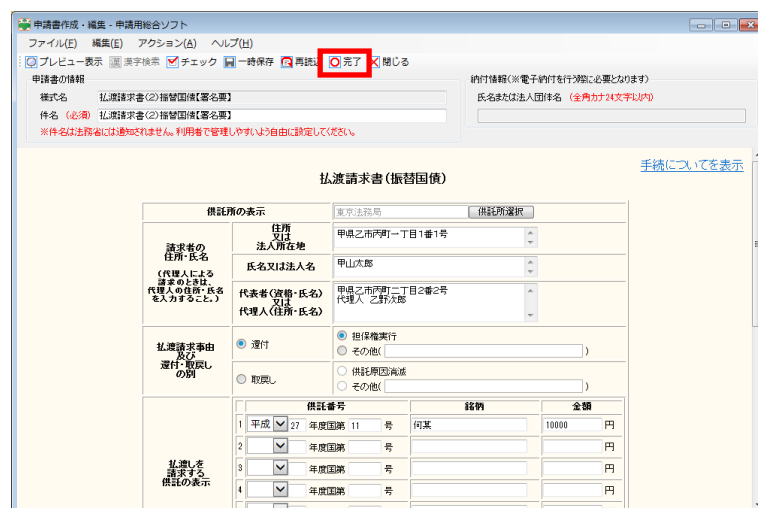 申請書作成・編集 - 申請用総合ソフト
ファイル(F) 編集(E) アクション(A) ヘルプ(H)
プレビュー表示 漢字検索 チェック 一時保存 再読込 完了 閉じる
申請書の情報
様式名 払渡請求書(2)振替国債【署名要】
件名 (必須) 払渡請求書(2)振替国債【署名要】
※件名は法務省には通知されません。利用者で管理しやすいよう自由に設定してください。
納付情報(※電子納付を行う際に必要となります)
氏名または法人団体名 (全角カナ24文字以内)
手続についてを表示
払渡請求書(振替国債)
供託所の表示 東京法務局 供託所選択
請求者の
住所・氏名
(代理人による
請求のときは、
代理人の住所・氏名
を入力すること。)
住所
又は
法人所在地
甲県乙市丙町一丁目1番1号
氏名又は法人名 甲山太郎
代表者(資格・氏名)
又は
代理人(住所・氏名)
甲県乙市丙町二丁目2番2号
代理人 乙野次郎
払渡請求事由
及び
還付・取戻し
の別
還付
担保権実行
その他( )
取戻し
供託原因消滅
その他( )
払渡しを
請求する
供託の表示
供託番号 銘柄 金額
1 平成 27 年度国第 11 号 何某 10000 円
2 年度国第 号 円
3 年度国第 号 円
4 年度国第 号 円